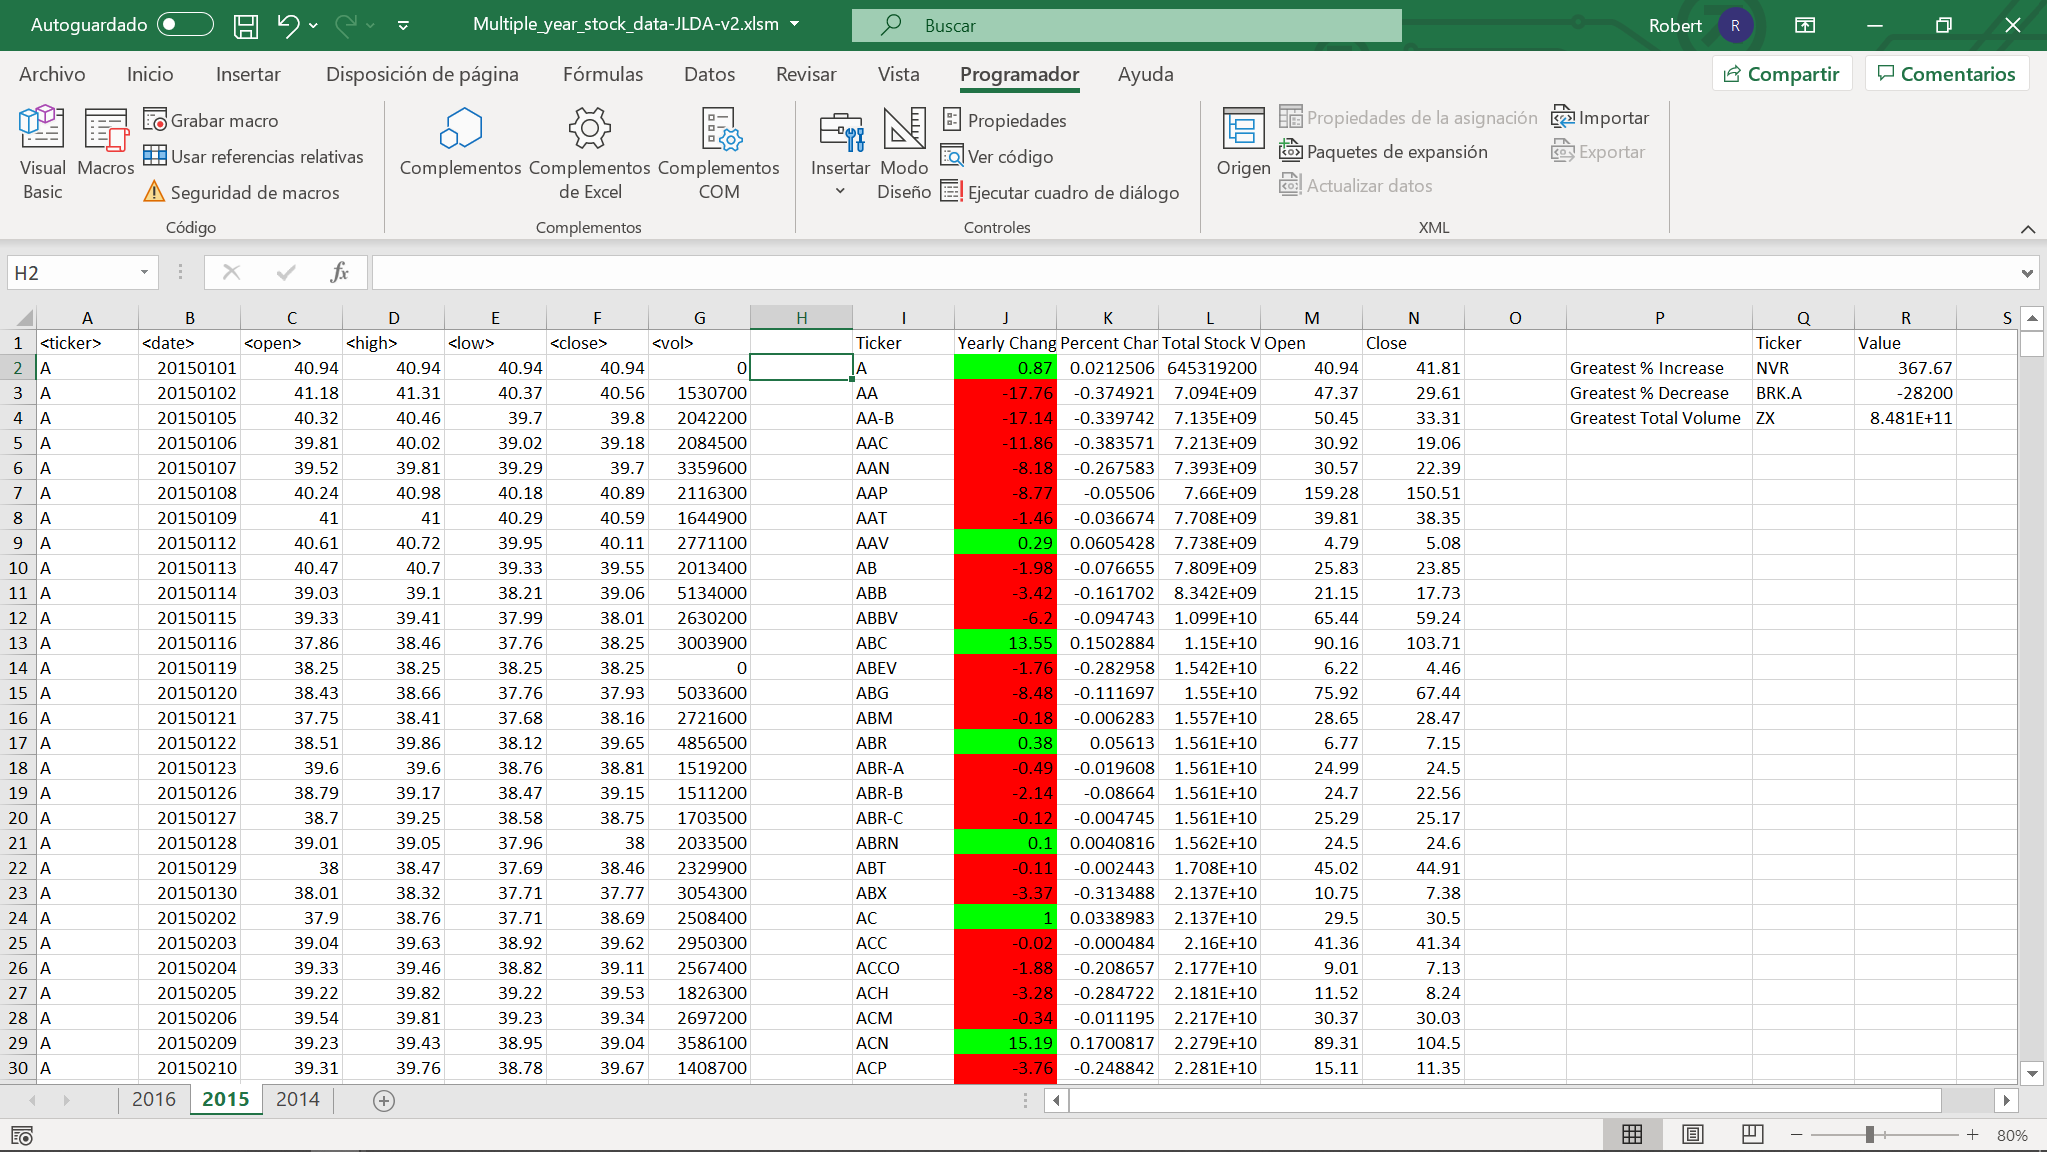 Autoguardado Multiple_year_stock_data-JLDA-v2.xlsm Buscar Robert R
Archivo Inicio Insertar Disposición de página Fórmulas Datos Revisar Vista Programador Ayuda Compartir Comentarios
Visual Basic
Macros
Grabar macro
Usar referencias relativas
Seguridad de macros
Código
Complementos
Complementos de Excel
Complementos COM
Complementos
Insertar
Modo Diseño
Propiedades
Ver código
Ejecutar cuadro de diálogo
Controles
Origen
Propiedades de la asignación
Paquetes de expansión
Actualizar datos
Importar
Exportar
XML
H2 fx
A B C D E F G H I J K L M N O P Q R S
1 <ticker> <date> <open> <high> <low> <close> <vol> Ticker Yearly Chang Percent Char Total Stock V Open Close Ticker Value
2 A 20150101 40.94 40.94 40.94 40.94 0 A 0.87 0.0212506 645319200 40.94 41.81 Greatest % Increase NVR 367.67
3 A 20150102 41.18 41.31 40.37 40.56 1530700 AA -17.76 -0.374921 7.094E+09 47.37 29.61 Greatest % Decrease BRK.A -28200
4 A 20150105 40.32 40.46 39.7 39.8 2042200 AA-B -17.14 -0.339742 7.135E+09 50.45 33.31 Greatest Total Volume ZX 8.481E+11
5 A 20150106 39.81 40.02 39.02 39.18 2084500 AAC -11.86 -0.383571 7.213E+09 30.92 19.06
6 A 20150107 39.52 39.81 39.29 39.7 3359600 AAN -8.18 -0.267583 7.393E+09 30.57 22.39
7 A 20150108 40.24 40.98 40.18 40.89 2116300 AAP -8.77 -0.05506 7.66E+09 159.28 150.51
8 A 20150109 41 41 40.29 40.59 1644900 AAT -1.46 -0.036674 7.708E+09 39.81 38.35
9 A 20150112 40.61 40.72 39.95 40.11 2771100 AAV 0.29 0.0605428 7.738E+09 4.79 5.08
10 A 20150113 40.47 40.7 39.33 39.55 2013400 AB -1.98 -0.076655 7.809E+09 25.83 23.85
11 A 20150114 39.03 39.1 38.21 39.06 5134000 ABB -3.42 -0.161702 8.342E+09 21.15 17.73
12 A 20150115 39.33 39.41 37.99 38.01 2630200 ABBV -6.2 -0.094743 1.099E+10 65.44 59.24
13 A 20150116 37.86 38.46 37.76 38.25 3003900 ABC 13.55 0.1502884 1.15E+10 90.16 103.71
14 A 20150119 38.25 38.25 38.25 38.25 0 ABEV -1.76 -0.282958 1.542E+10 6.22 4.46
15 A 20150120 38.43 38.66 37.76 37.93 5033600 ABG -8.48 -0.111697 1.55E+10 75.92 67.44
16 A 20150121 37.75 38.41 37.68 38.16 2721600 ABM -0.18 -0.006283 1.557E+10 28.65 28.47
17 A 20150122 38.51 39.86 38.12 39.65 4856500 ABR 0.38 0.05613 1.561E+10 6.77 7.15
18 A 20150123 39.6 39.6 38.76 38.81 1519200 ABR-A -0.49 -0.019608 1.561E+10 24.99 24.5
19 A 20150126 38.79 39.17 38.47 39.15 1511200 ABR-B -2.14 -0.08664 1.561E+10 24.7 22.56
20 A 20150127 38.7 39.25 38.58 38.75 1703500 ABR-C -0.12 -0.004745 1.561E+10 25.29 25.17
21 A 20150128 39.01 39.05 37.96 38 2033500 ABRN 0.1 0.0040816 1.562E+10 24.5 24.6
22 A 20150129 38 38.47 37.69 38.46 2329900 ABT -0.11 -0.002443 1.708E+10 45.02 44.91
23 A 20150130 38.01 38.32 37.71 37.77 3054300 ABX -3.37 -0.313488 2.137E+10 10.75 7.38
24 A 20150202 37.9 38.76 37.71 38.69 2508400 AC 1 0.0338983 2.137E+10 29.5 30.5
25 A 20150203 39.04 39.63 38.92 39.62 2950300 ACC -0.02 -0.000484 2.16E+10 41.36 41.34
26 A 20150204 39.33 39.46 38.82 39.11 2567400 ACCO -1.88 -0.208657 2.177E+10 9.01 7.13
27 A 20150205 39.22 39.82 39.22 39.53 1826300 ACH -3.28 -0.284722 2.181E+10 11.52 8.24
28 A 20150206 39.54 39.81 39.23 39.34 2697200 ACM -0.34 -0.011195 2.217E+10 30.37 30.03
29 A 20150209 39.23 39.43 38.95 39.04 3586100 ACN 15.19 0.1700817 2.279E+10 89.31 104.5
30 A 20150210 39.31 39.76 38.78 39.67 1408700 ACP -3.76 -0.248842 2.281E+10 15.11 11.35
2016 2015 2014
80%